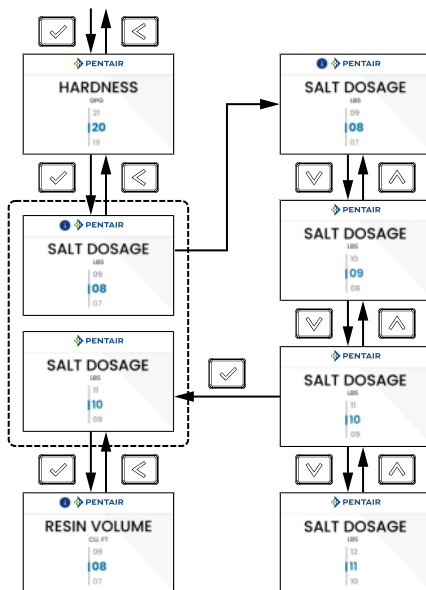 PENTAIR
HARDNESS
GPG
21
20
19
i PENTAIR
SALT DOSAGE
LBS
09
08
07
PENTAIR
SALT DOSAGE
LBS
11
10
09
i PENTAIR
RESIN VOLUME
CU. FT
09
08
07
i PENTAIR
SALT DOSAGE
LBS
09
08
07
PENTAIR
SALT DOSAGE
LBS
10
09
08
PENTAIR
SALT DOSAGE
LBS
11
10
09
PENTAIR
SALT DOSAGE
LBS
12
11
10